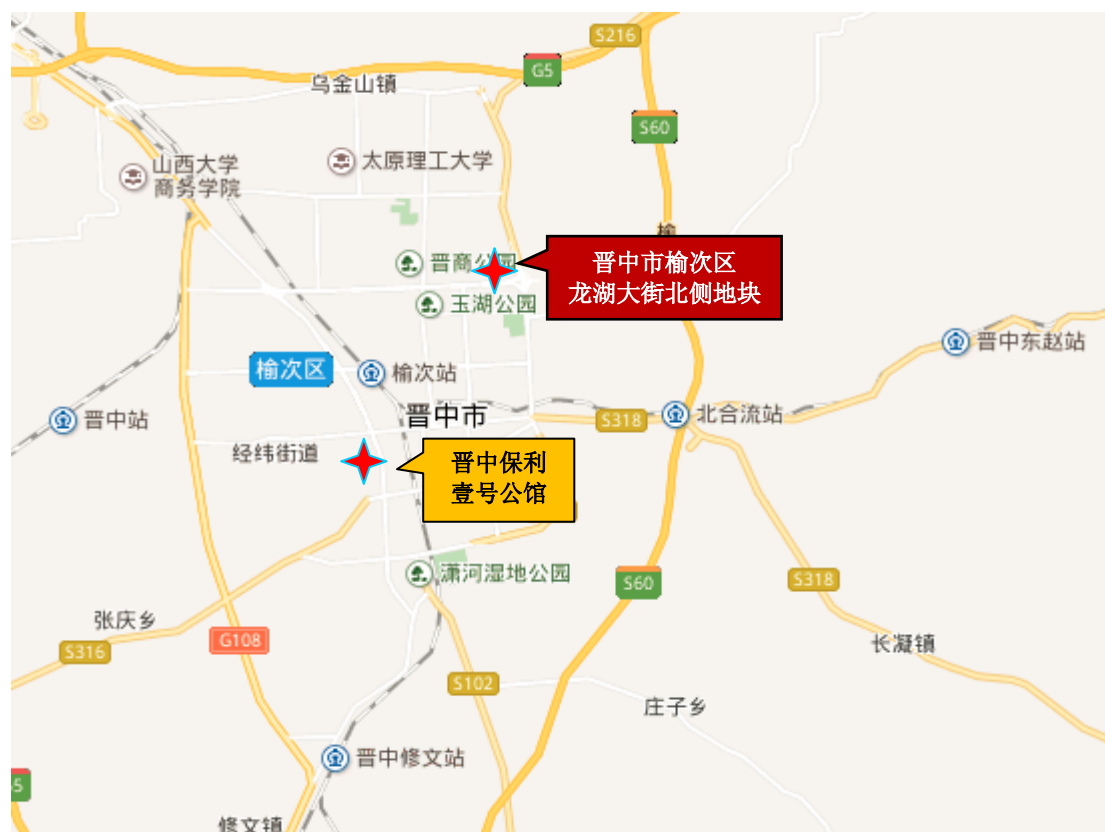 S216
G5
乌金山镇
S60
山西大学
商务学院
太原理工大学
榆
晋商公园
晋中市榆次区
龙湖大街北侧地块
玉湖公园
晋中东赵站
榆次区
榆次站
晋中市
晋中站
S318
北合流站
经纬街道
晋中保利
壹号公馆
潇河湿地公园
S60
S318
张庆乡
G108
S316
长凝镇
S102
庄子乡
晋中修文站
5
修文镇